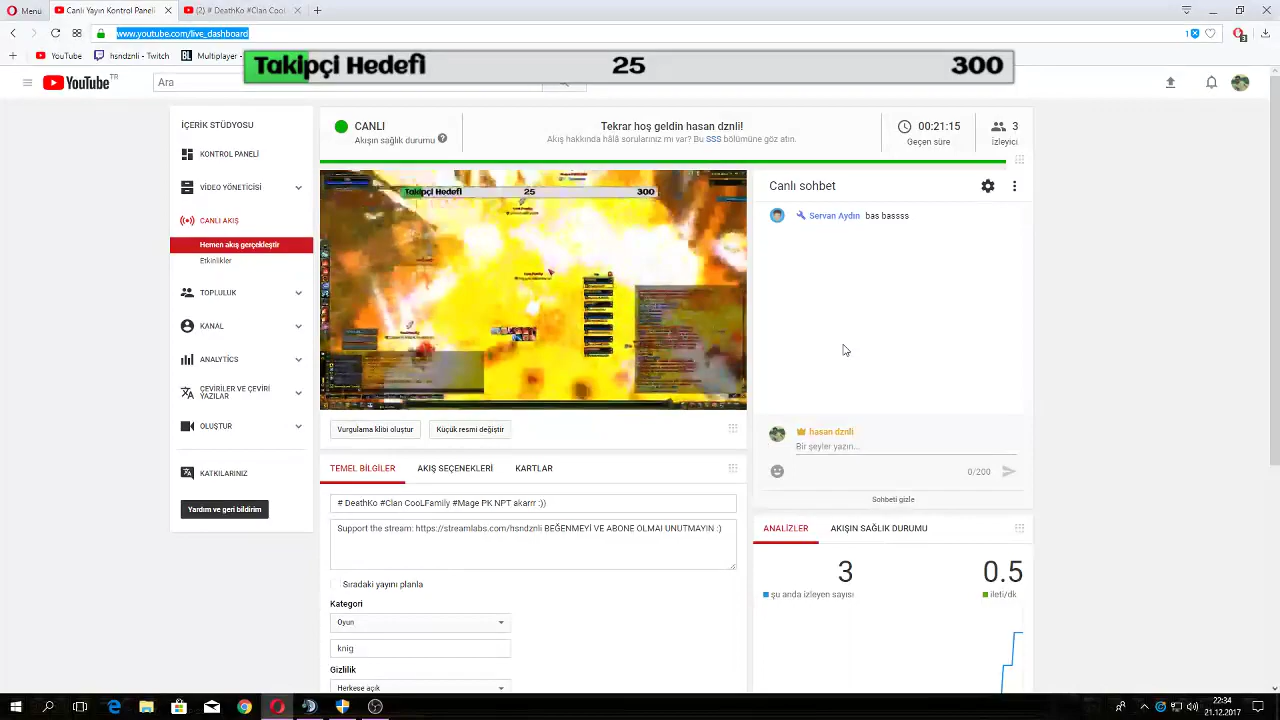 Menü
Canlı Yayın Kontrol Paneli
(2) # DeathKo #Clan Cool
www.youtube.com/live_dashboard
YouTube
hsndznli - Twitch
Multiplayer
Takipçi Hedefi 25 300
YouTube TR
Ara
İÇERİK STÜDYOSU
KONTROL PANELİ
VİDEO YÖNETİCİSİ
CANLI AKIŞ
Hemen akış gerçekleştir
Etkinlikler
TOPLULUK
KANAL
ANALYTICS
ÇEVİRİLER VE ÇEVİRİ
YAZILAR
OLUŞTUR
KATKILARINIZ
Yardım ve geri bildirim
CANLI
Akışın sağlık durumu
Tekrar hoş geldin hasan dznli!
Akış hakkında hâlâ sorularınız mı var? Bu SSS bölümüne göz atın.
00:21:15
Geçen süre
3
İzleyici
Takipçi Hedefi 25 300
Vurgulama klibi oluştur
Küçük resmi değiştir
TEMEL BİLGİLER
AKIŞ SEÇENEKLERİ
KARTLAR
# DeathKo #Clan CooLFamily #Mage PK NPT akarrr :))
Support the stream: https://streamlabs.com/hsndznli BEĞENMEYİ VE ABONE OLMAI UNUTMAYIN :)
Sıradaki yayını planla
Kategori
Oyun
knig
Gizlilik
Herkese açık
Canlı sohbet
Servan Aydın bas bassss
hasan dznli
Bir şeyler yazın...
0/200
Sohbeti gizle
ANALİZLER
AKIŞIN SAĞLIK DURUMU
3
şu anda izleyen sayısı
0.5
ileti/dk
22:34
21.12.2017